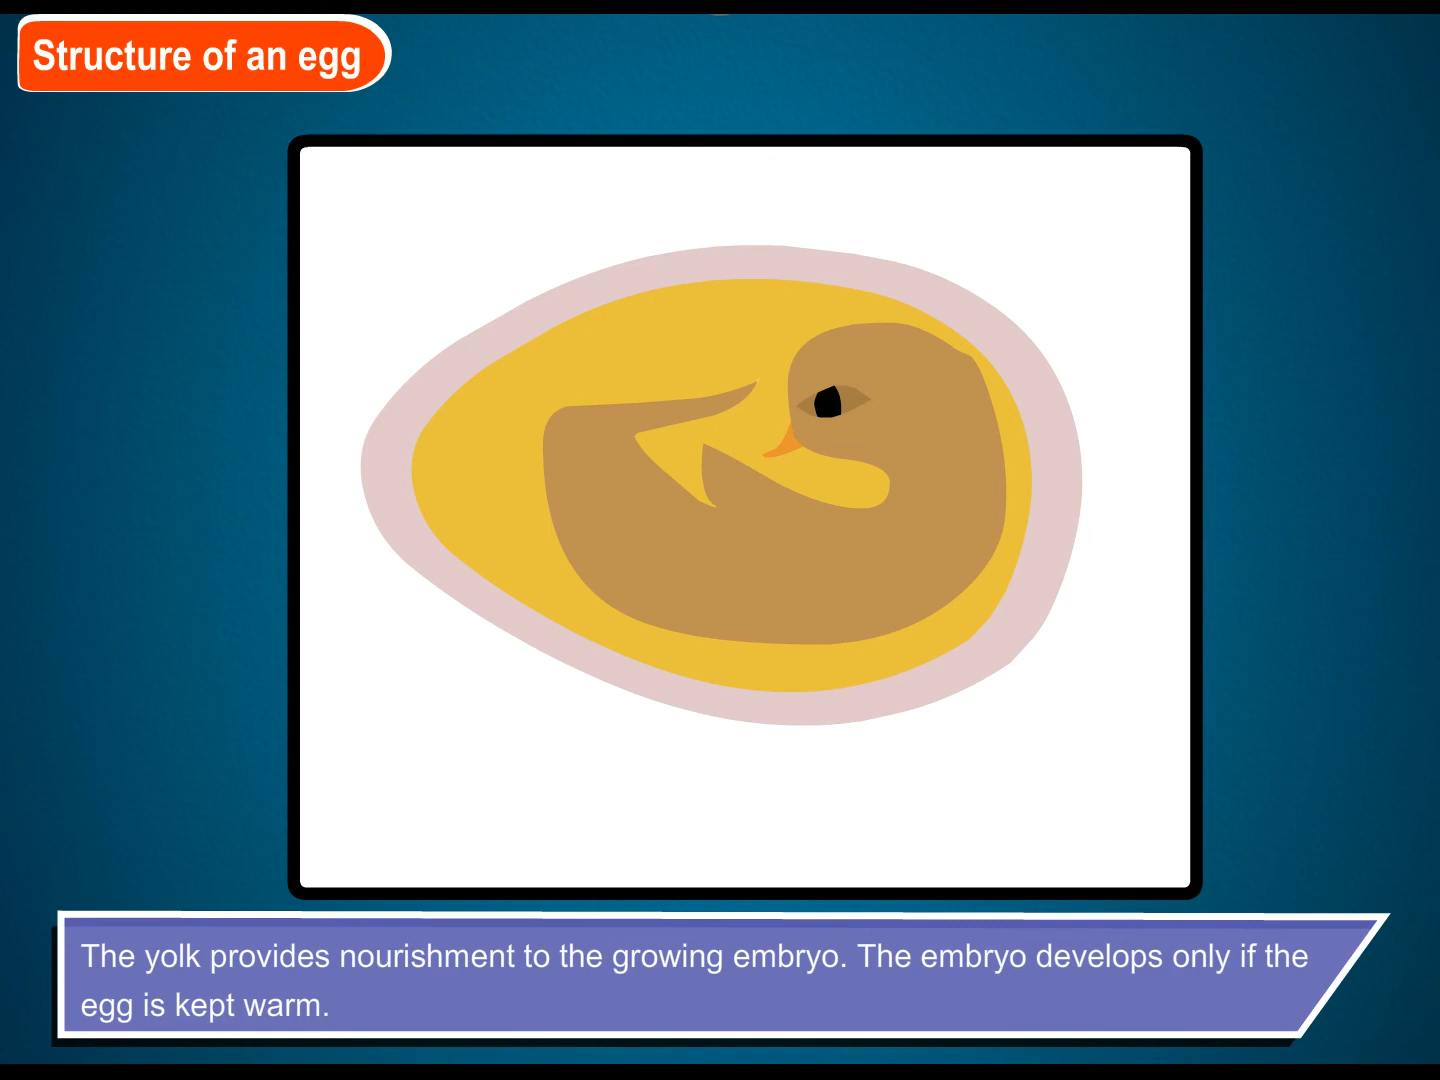 Structure of an egg
The yolk provides nourishment to the growing embryo. The embryo develops only if the
egg is kept warm.